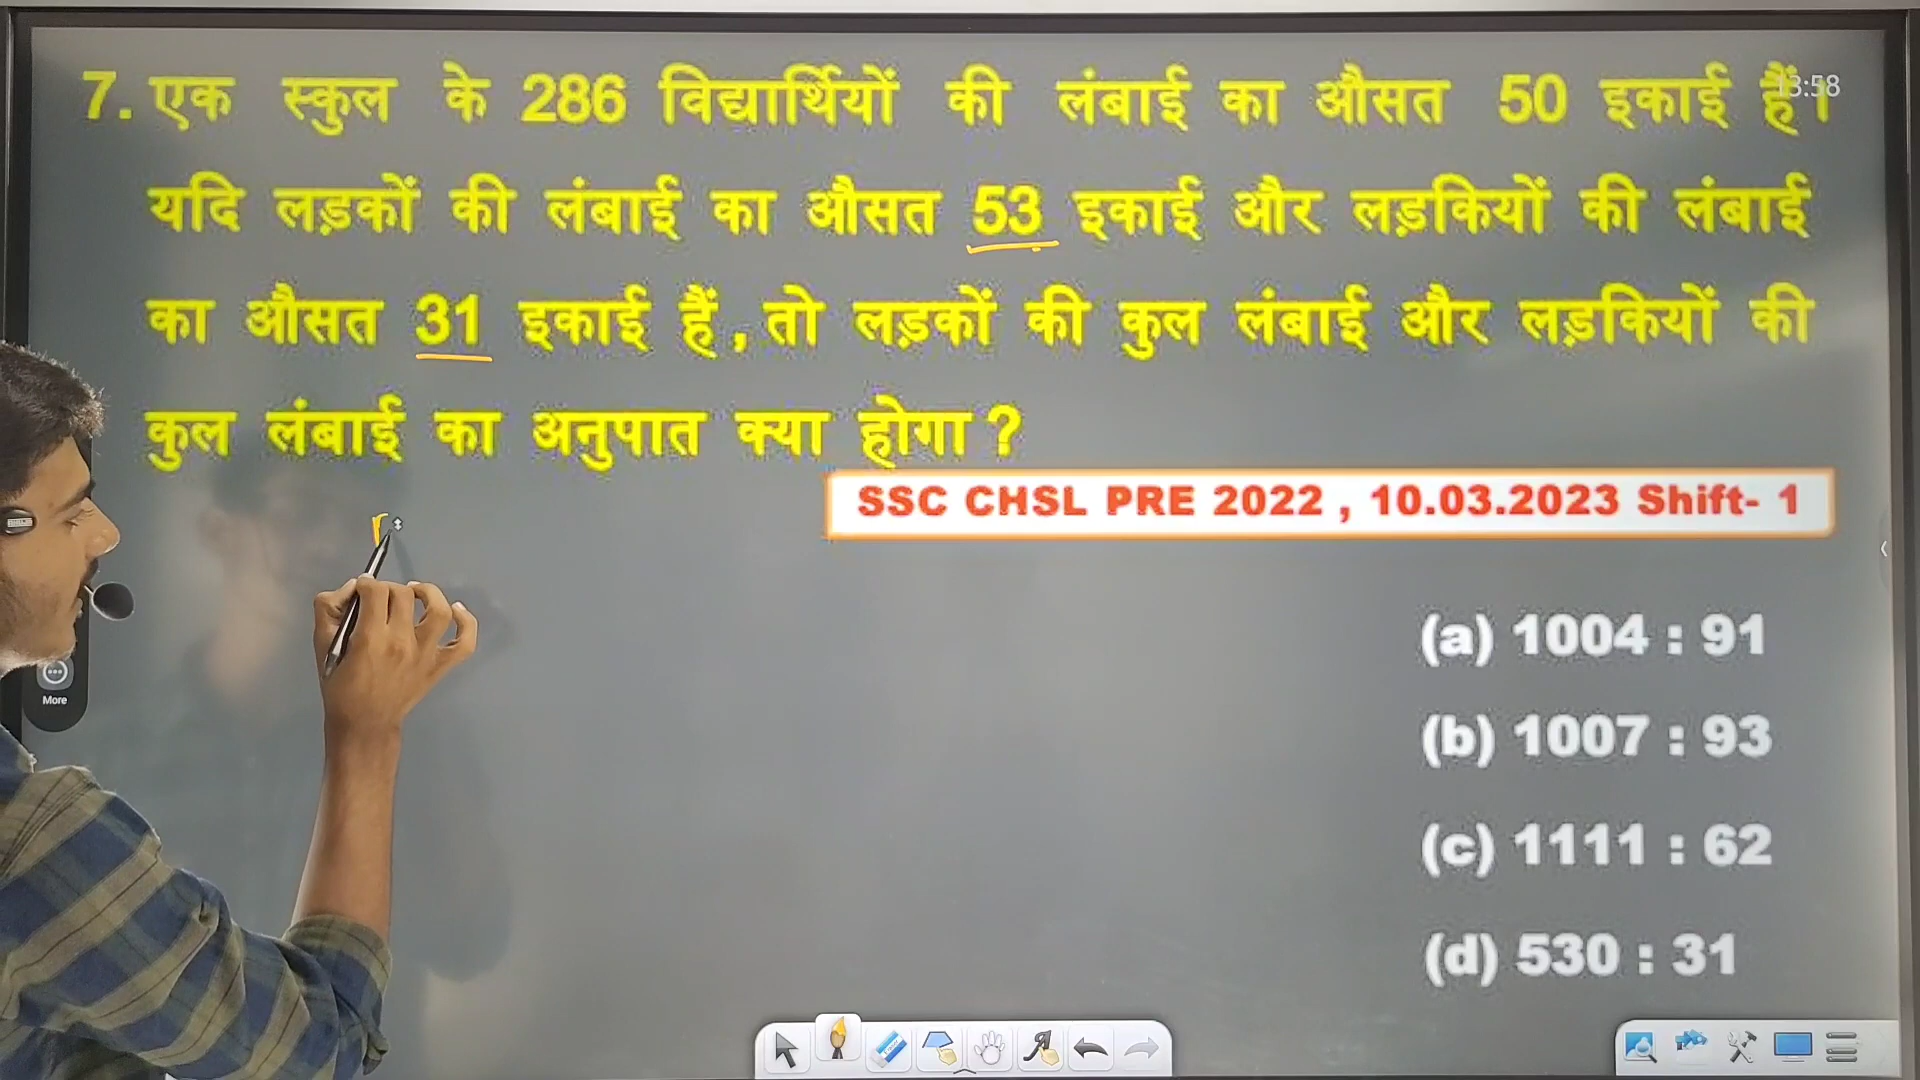 7. एक स्कुल के 286 विद्यार्थियों की लंबाई का औसत 50 इकाई हैं।
13:58
यदि लड़कों की लंबाई का औसत 53 इकाई और लड़कियों की लंबाई
का औसत 31 इकाई हैं, तो लड़कों की कुल लंबाई और लड़कियों की
कुल लंबाई का अनुपात क्या होगा ?
SSC CHSL PRE 2022 , 10.03.2023 Shift- 1
(a) 1004 : 91
More
(b) 1007 : 93
(c) 1111 : 62
(d) 530 : 31